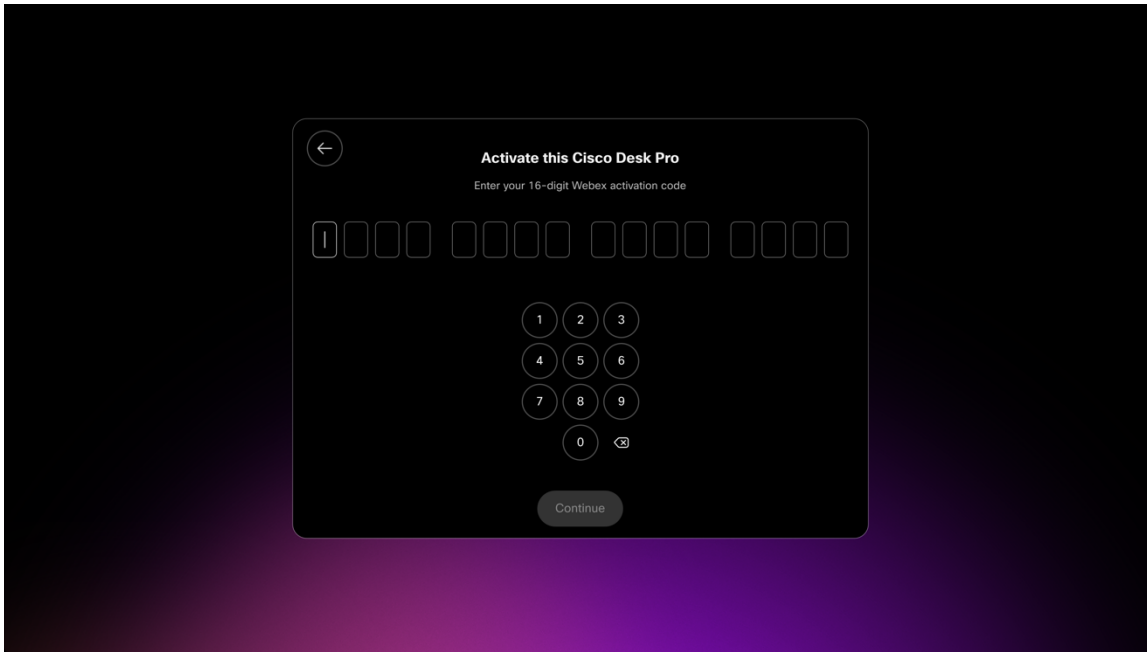 Activate this Cisco Desk Pro
Enter your 16-digit Webex activation code
1 2 3
4 5 6
7 8 9
0
Continue